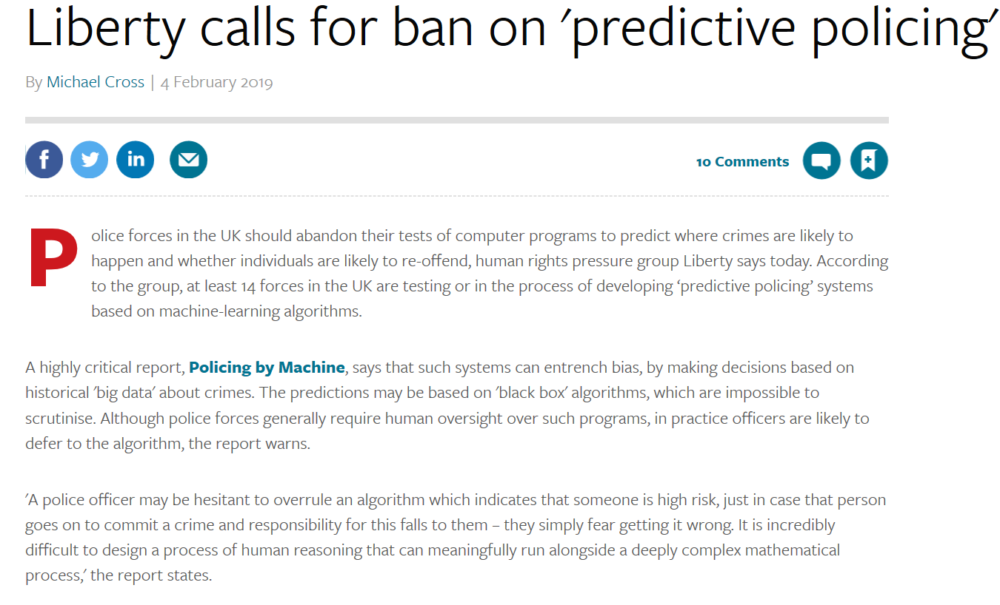 Liberty calls for ban on 'predictive policing'
By Michael Cross | 4 February 2019
f in 10 Comments
Police forces in the UK should abandon their tests of computer programs to predict where crimes are likely to
happen and whether individuals are likely to re-offend, human rights pressure group Liberty says today. According
to the group, at least 14 forces in the UK are testing or in the process of developing ‘predictive policing’ systems
based on machine-learning algorithms.
A highly critical report, Policing by Machine, says that such systems can entrench bias, by making decisions based on
historical 'big data' about crimes. The predictions may be based on 'black box' algorithms, which are impossible to
scrutinise. Although police forces generally require human oversight over such programs, in practice officers are likely to
defer to the algorithm, the report warns.
'A police officer may be hesitant to overrule an algorithm which indicates that someone is high risk, just in case that person
goes on to commit a crime and responsibility for this falls to them – they simply fear getting it wrong. It is incredibly
difficult to design a process of human reasoning that can meaningfully run alongside a deeply complex mathematical
process,' the report states.